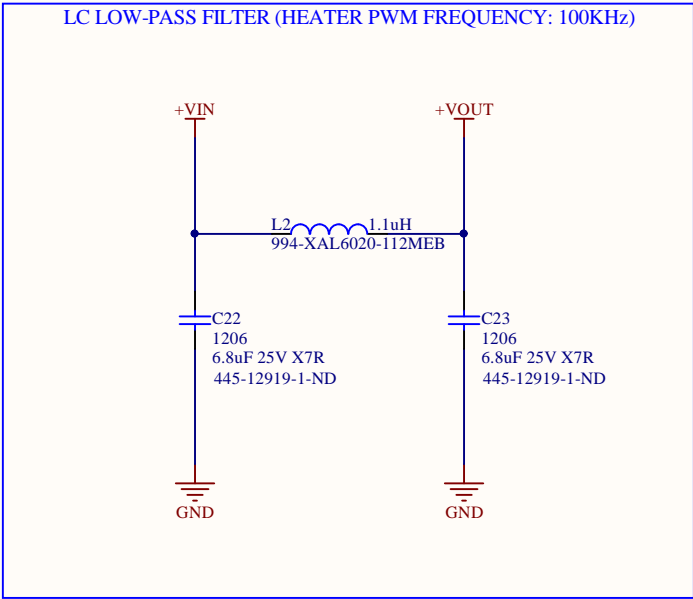 LC LOW-PASS FILTER (HEATER PWM FREQUENCY: 100KHz)
+VIN
+VOUT
L2
1.1uH
994-XAL6020-112MEB
C22
1206
6.8uF 25V X7R
445-12919-1-ND
C23
1206
6.8uF 25V X7R
445-12919-1-ND
GND
GND